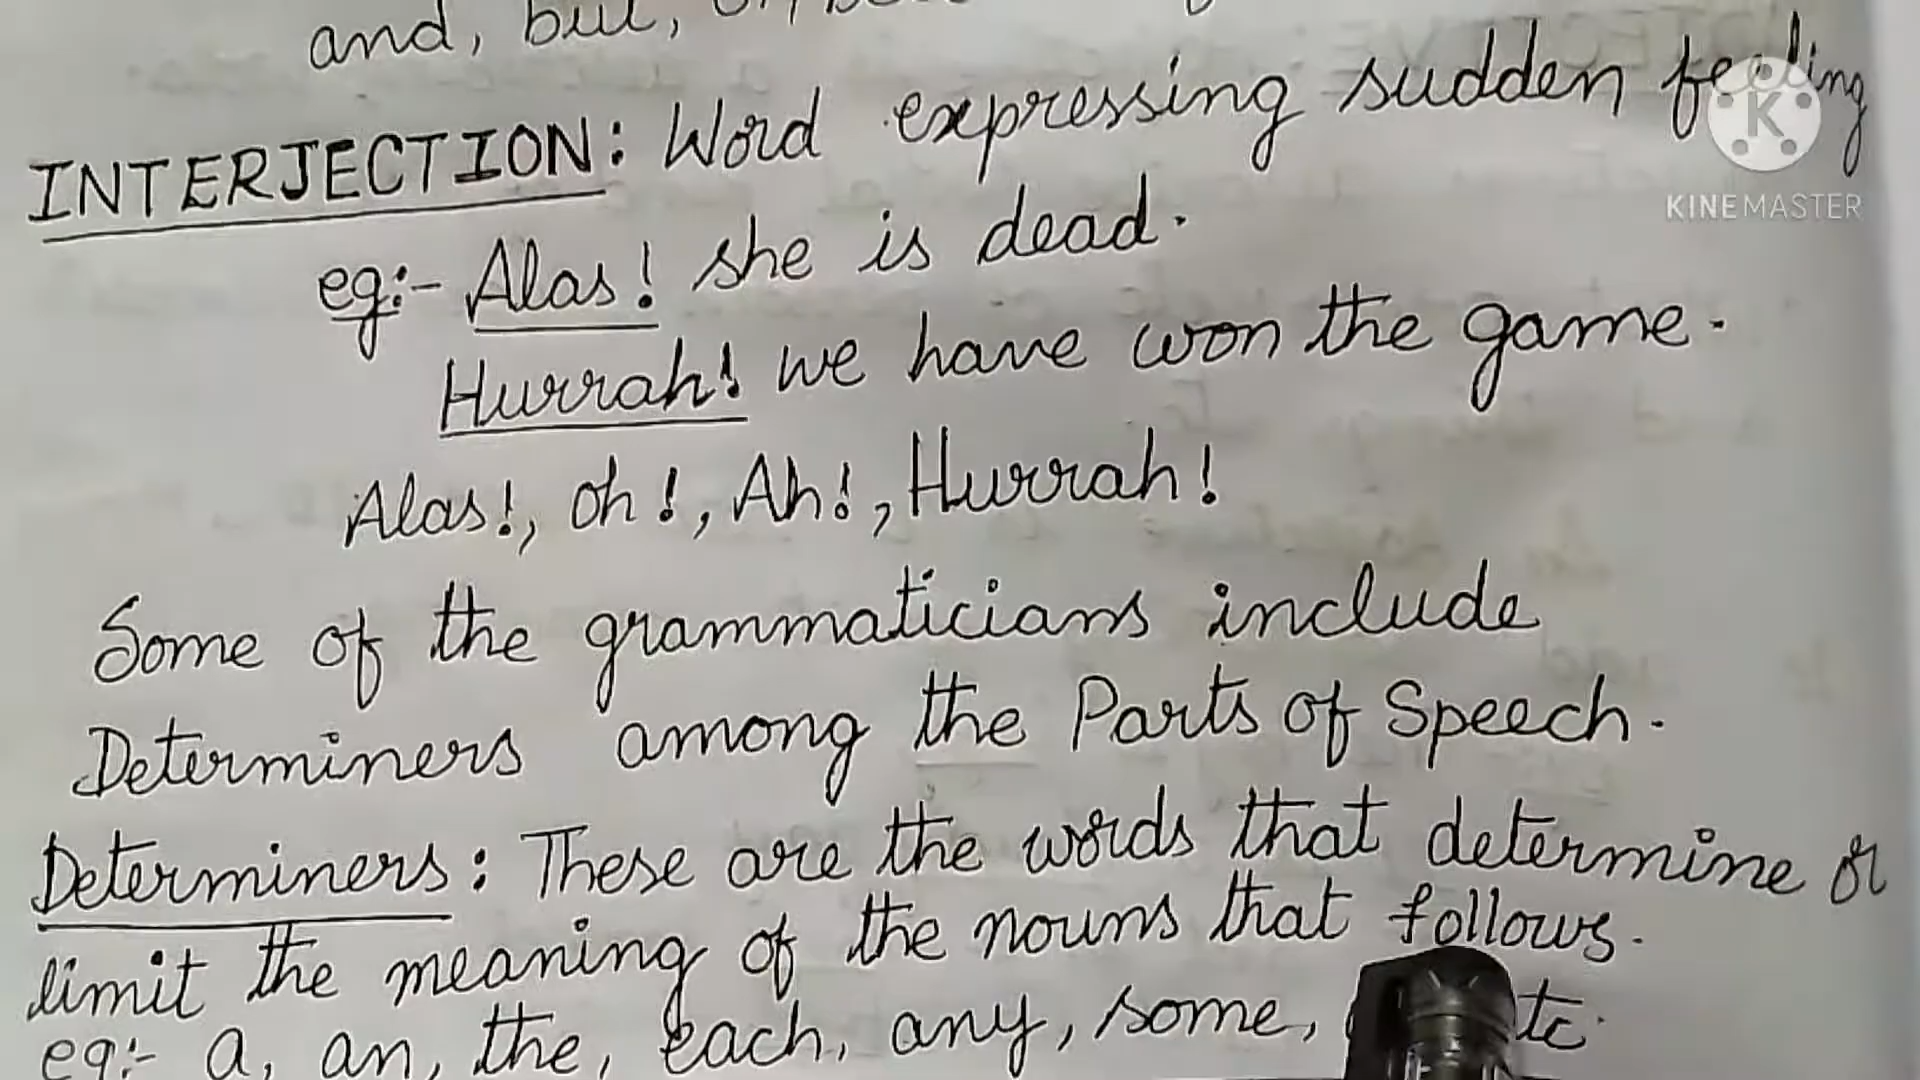 and, but,
INTERJECTION: Word expressing sudden feeling
eg:- Alas! she is dead.
Hurrah! we have won the game.
Alas!, Oh!, Ah!, Hurrah!
Some of the grammaticians include
Determiners among the Parts of Speech.
Determiners: These are the words that determine or
limit the meaning of the nouns that follows.
eg:- a, an, the, each, any, some,
K
KINEMASTER